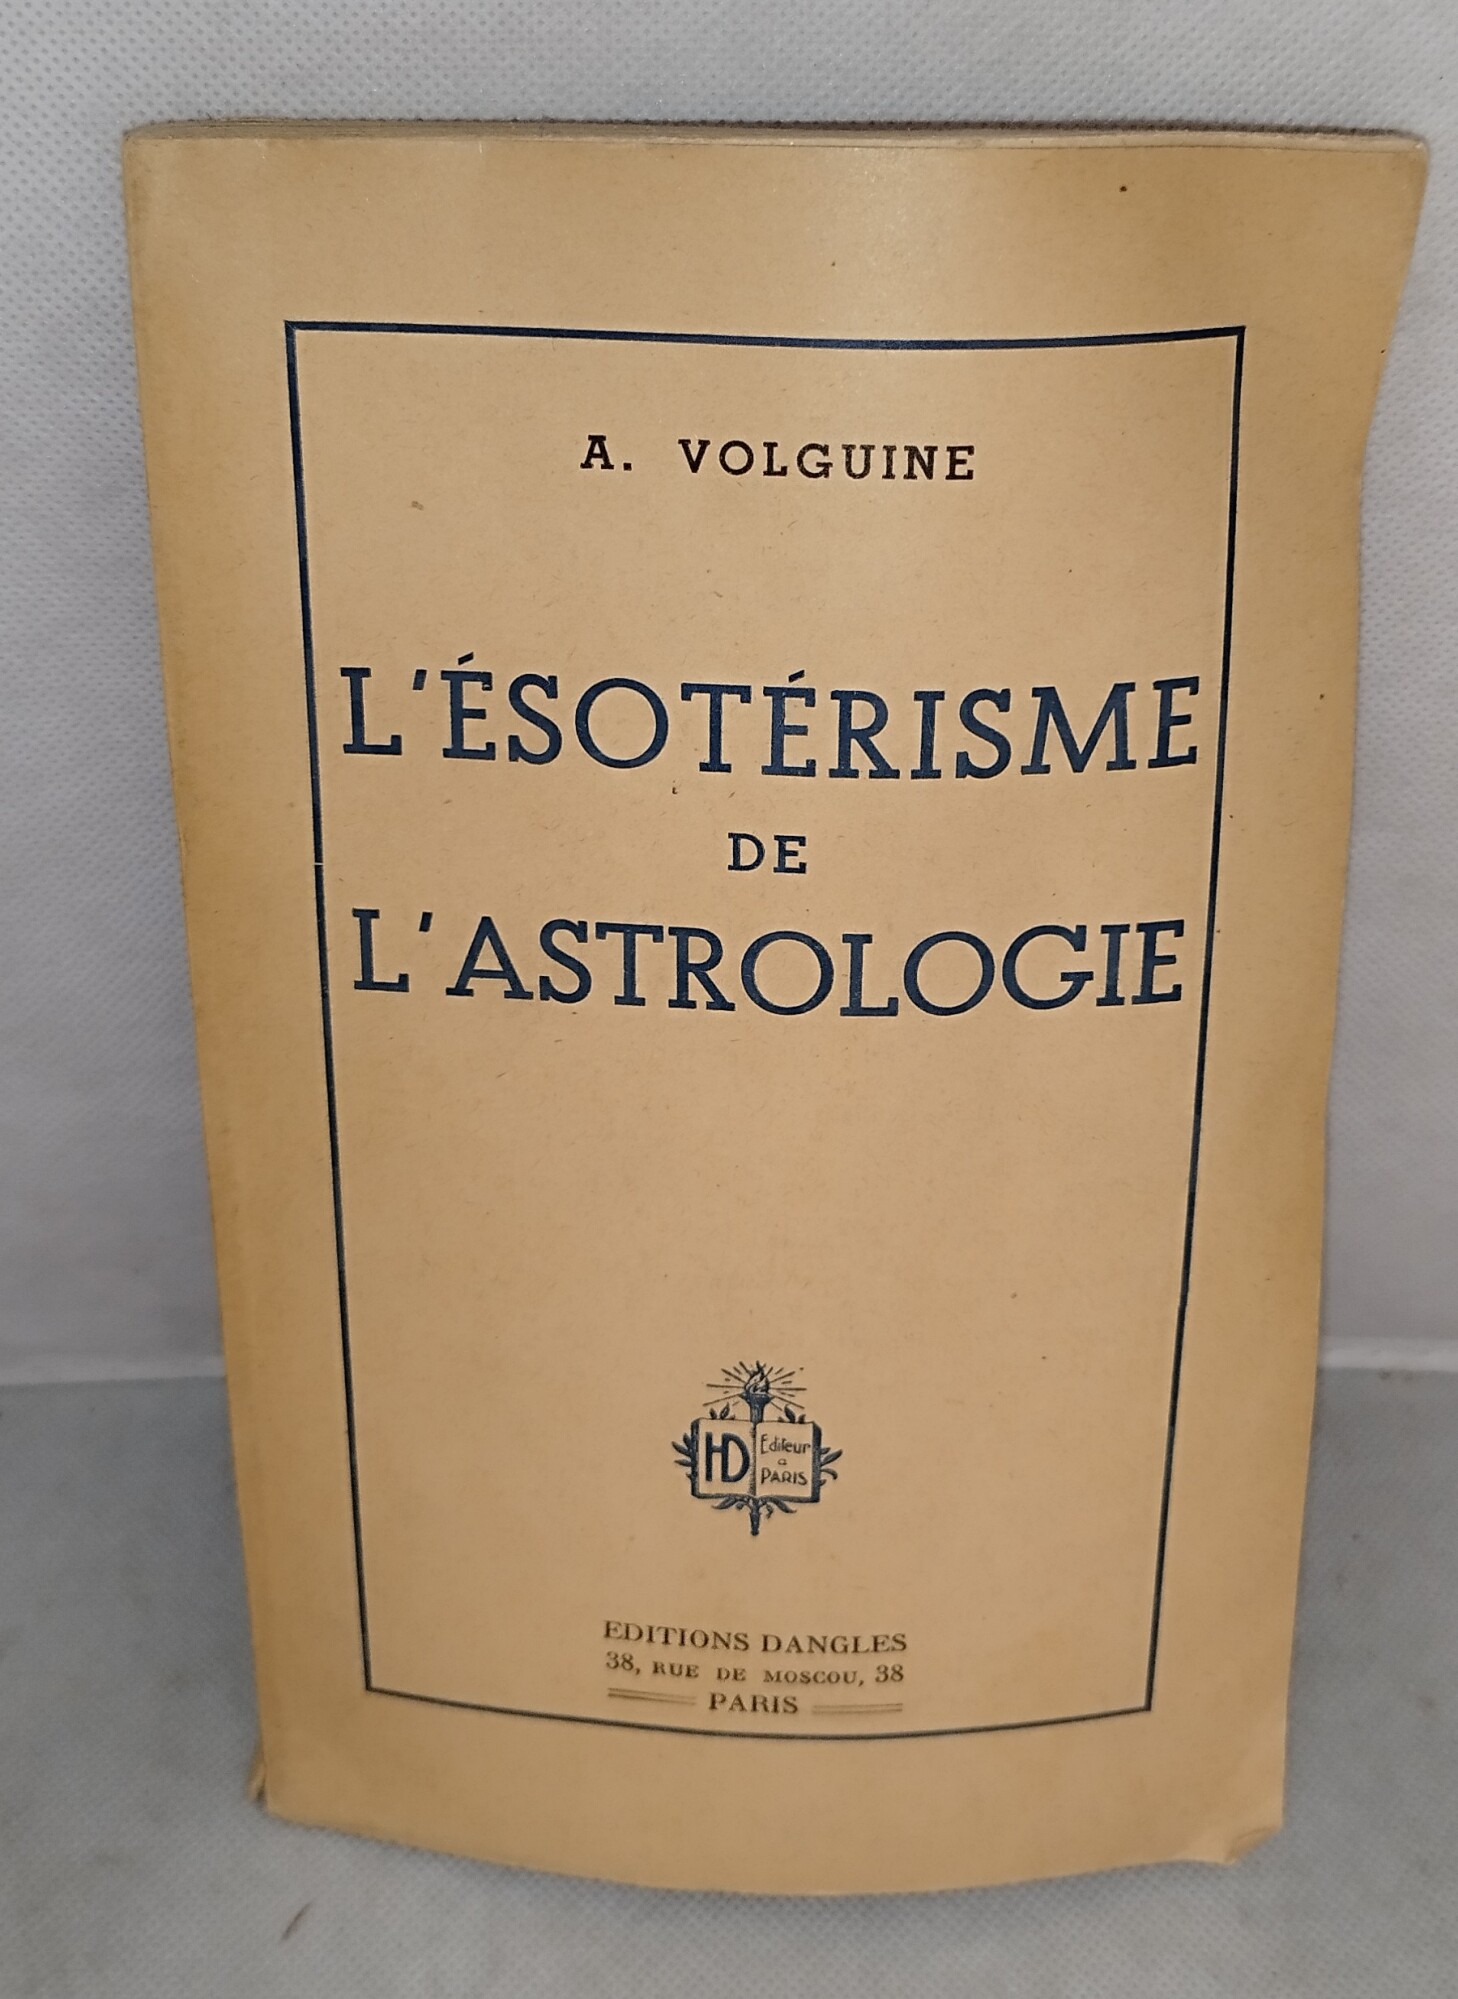 A. VOLGUINE
L'ÉSOTÉRISME
DE
L'ASTROLOGIE
HD
Editeur
a
PARIS
EDITIONS DANGLES
38, RUE DE MOSCOU, 38
PARIS